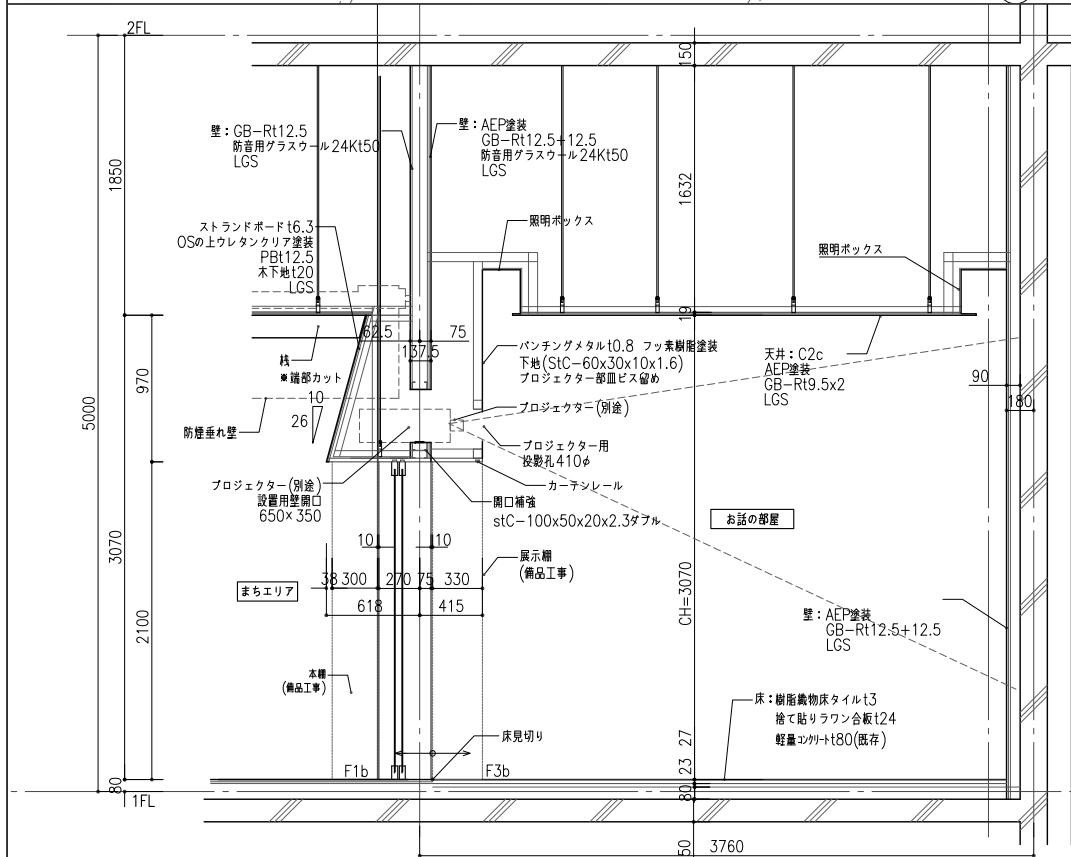 2FL
150
壁：GB-Rt12.5
防音用グラスウール24Kt50
LGS
壁：AEP塗装
GB-Rt12.5+12.5
防音用グラスウール24Kt50
LGS
1850
1632
ストランドボードt6.3
OSの上ウレタンクリア塗装
PBt12.5
木下地t20
LGS
照明ボックス
照明ボックス
19
62.5
75
137.5
パンチングメタルt0.8 フッ素樹脂塗装
下地(StC-60x30x10x1.6)
プロジェクター部皿ビス留め
天井：C2c
AEP塗装
GB-Rt9.5x2
LGS
桟
※端部カット
10
26
970
5000
90
180
プロジェクター(別途)
防煙垂れ壁
プロジェクター用
投影孔410φ
カーテンレール
プロジェクター(別途)
設置用壁開口
650×350
開口補強
stC-100x50x20x2.3ダブル
お話の部屋
10
10
展示棚
(備品工事)
38 300 270 75 330
618
415
まちエリア
3070
2100
CH=3070
壁：AEP塗装
GB-Rt12.5+12.5
LGS
本棚
(備品工事)
床：樹脂織物床タイルt3
捨て貼りラワン合板t24
軽量コンクリートt80(既存)
床見切り
27
23
F1b
F3b
80
1FL
80
50
3760